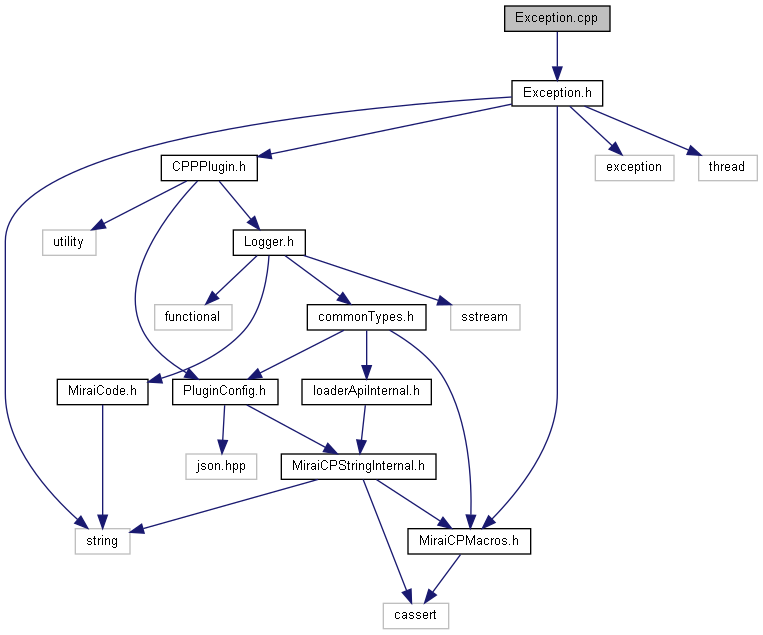 Exception.cpp
Exception.h
CPPPlugin.h
exception
thread
utility
Logger.h
functional
commonTypes.h
sstream
MiraiCode.h
PluginConfig.h
loaderApiInternal.h
json.hpp
MiraiCPStringInternal.h
string
MiraiCPMacros.h
cassert